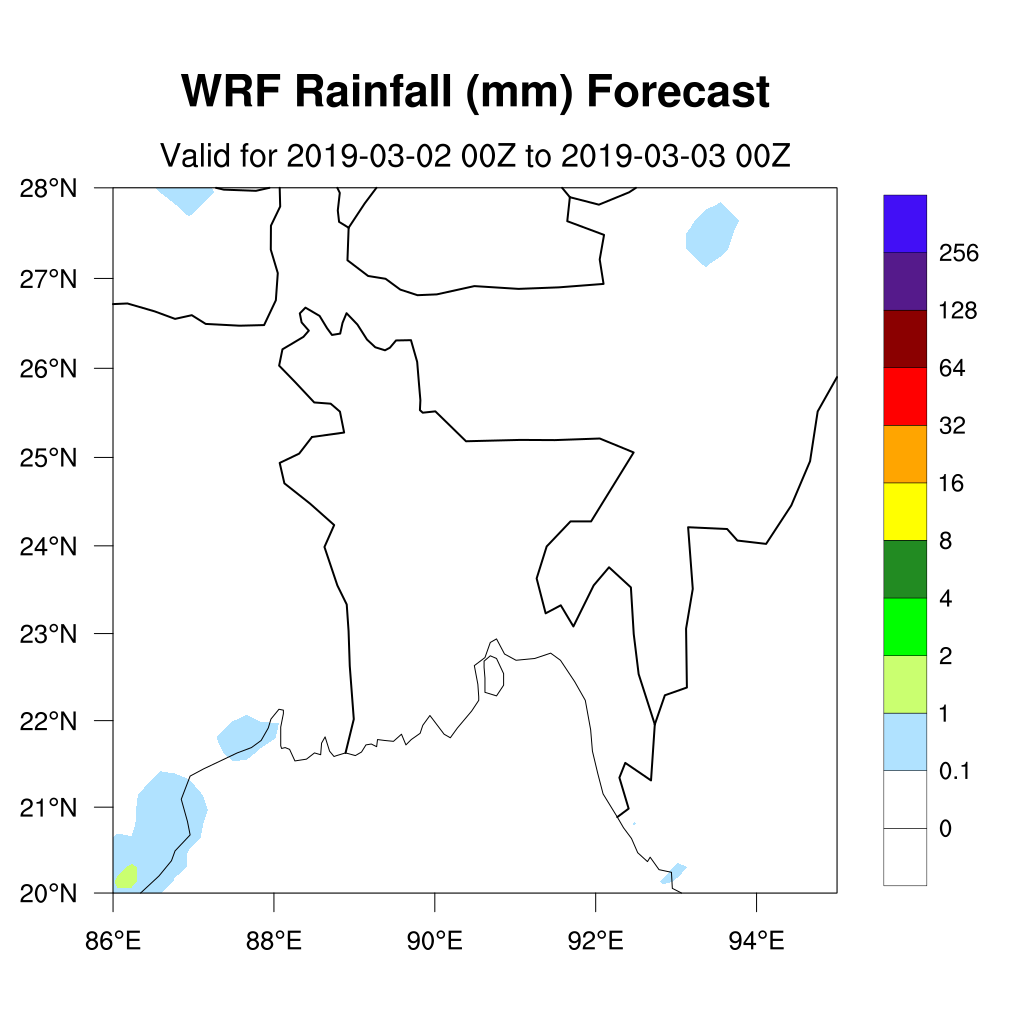 WRF Rainfall (mm) Forecast
Valid for 2019-03-02 00Z to 2019-03-03 00Z
28°N
27°N
26°N
25°N
24°N
23°N
22°N
21°N
20°N
86°E 88°E 90°E 92°E 94°E
256
128
64
32
16
8
4
2
1
0.1
0